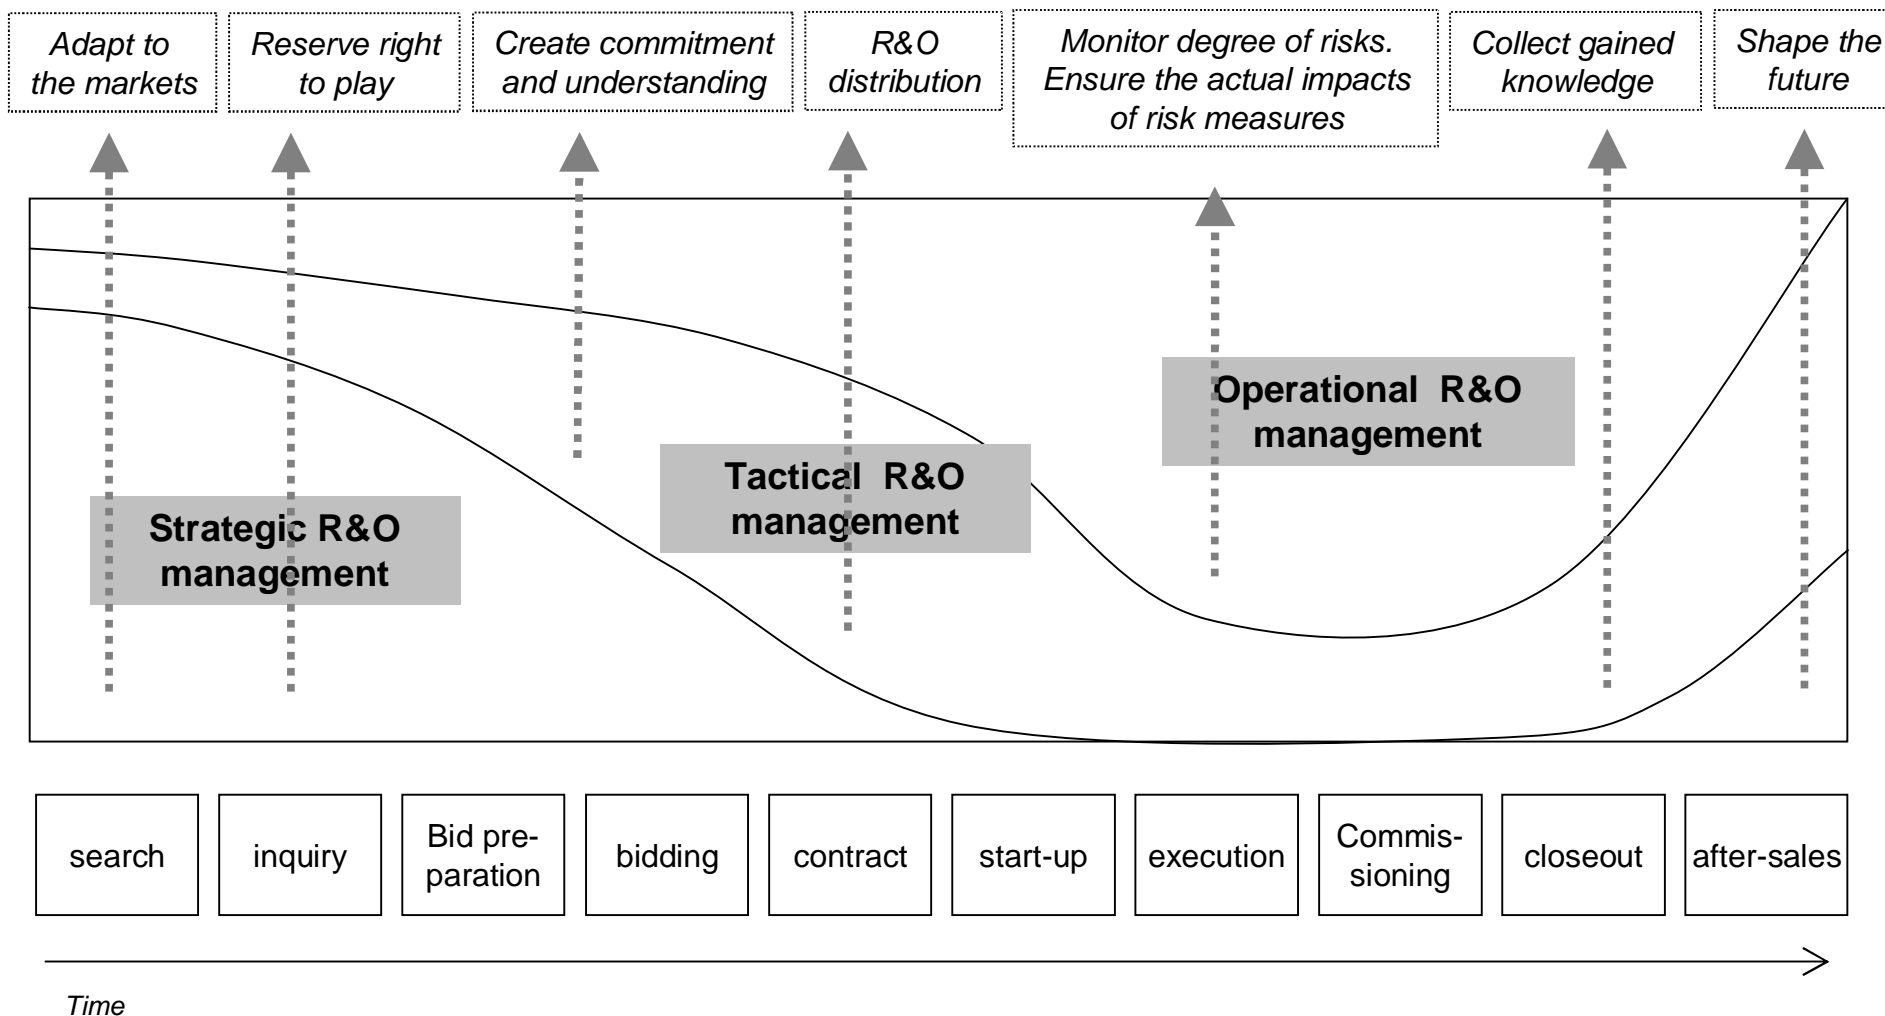 Adapt to
the markets
Reserve right
to play
Create commitment
and understanding
R&O
distribution
Monitor degree of risks.
Ensure the actual impacts
of risk measures
Collect gained
knowledge
Shape the
future
Strategic R&O
management
Tactical R&O
management
Operational R&O
management
search
inquiry
Bid pre-
paration
bidding
contract
start-up
execution
Commis-
sioning
closeout
after-sales
Time